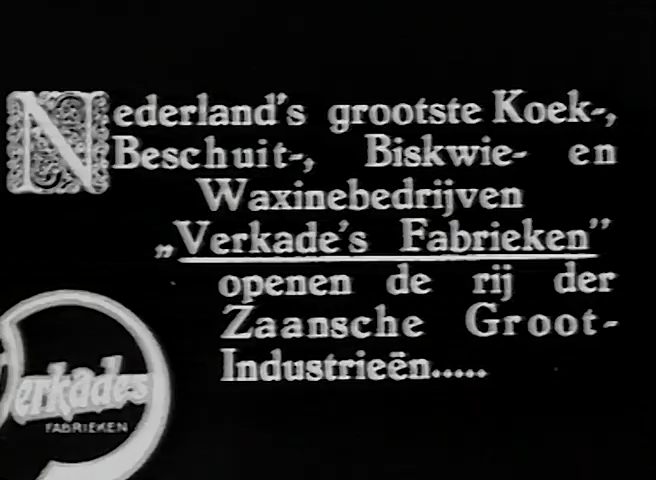 Nederland's grootste Koek-,
Beschuit-, Biskwie- en
Waxinebedrijven
„Verkade's Fabrieken”
openen de rij der
Zaansche Groot-
Industrieën.....
Verkades
FABRIEKEN